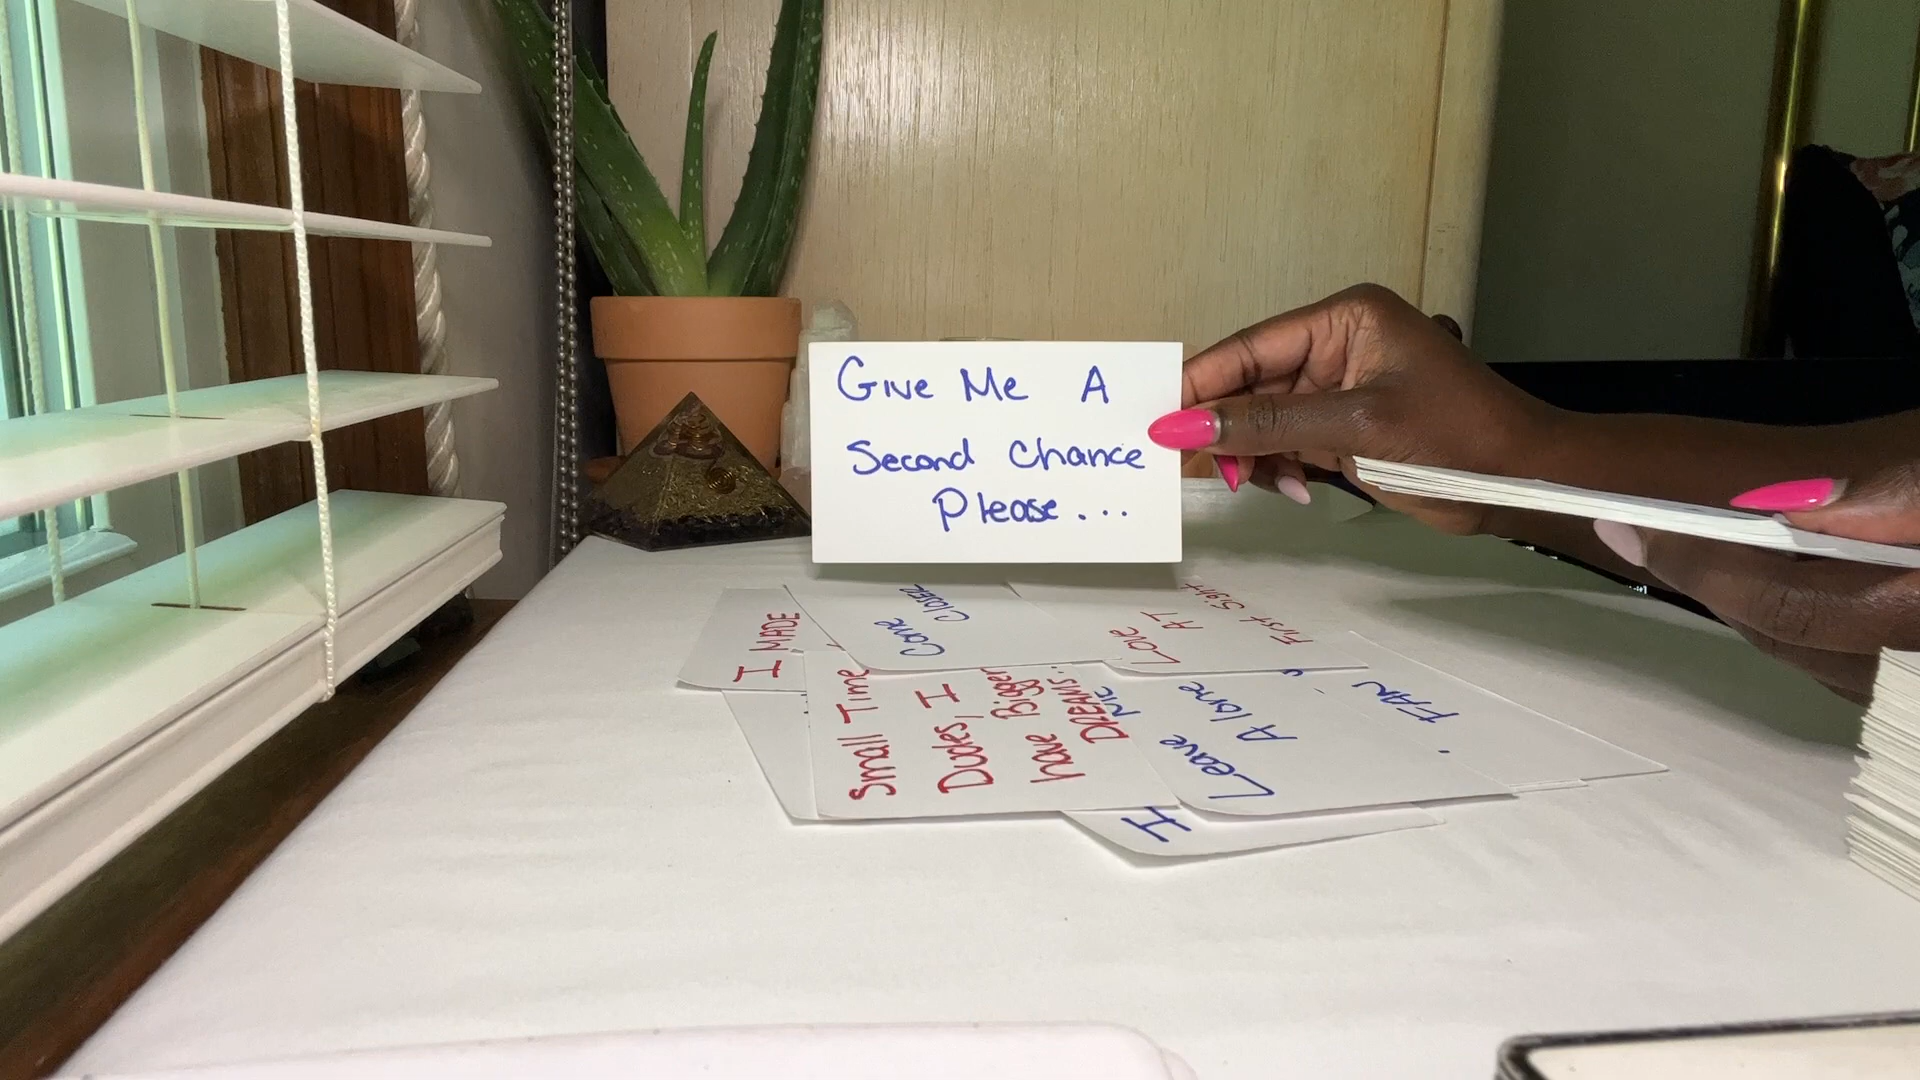 Give Me A
Second Chance
Please...
I MADE
Come
Closer
Love
AT
First Sight
Small Time
Dudes, I
have Bigger
DREAMS.
Leave
Alone
ME
FAN
I